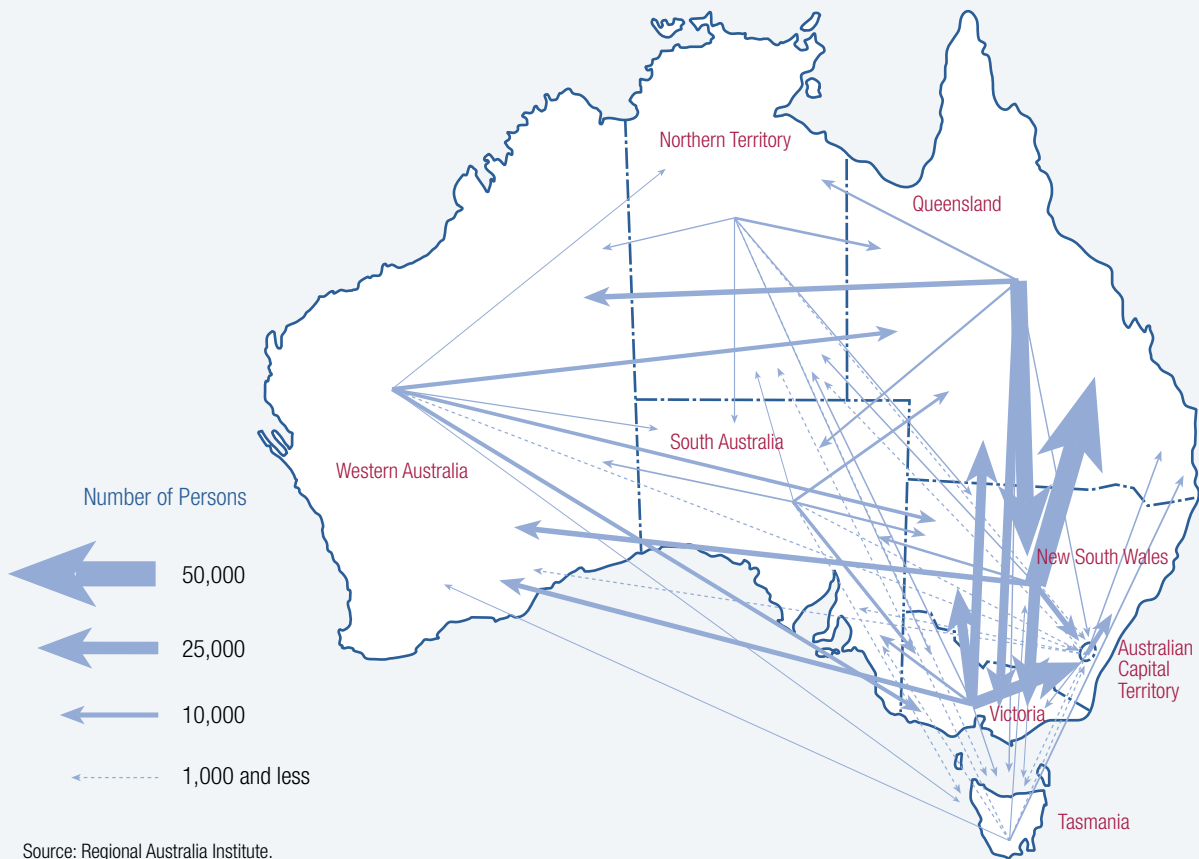 Northern Territory
Queensland
South Australia
Western Australia
Number of Persons
50,000
New South Wales
25,000
Australian
Capital
Territory
10,000
Victoria
1,000 and less
Tasmania
Source: Regional Australia Institute.